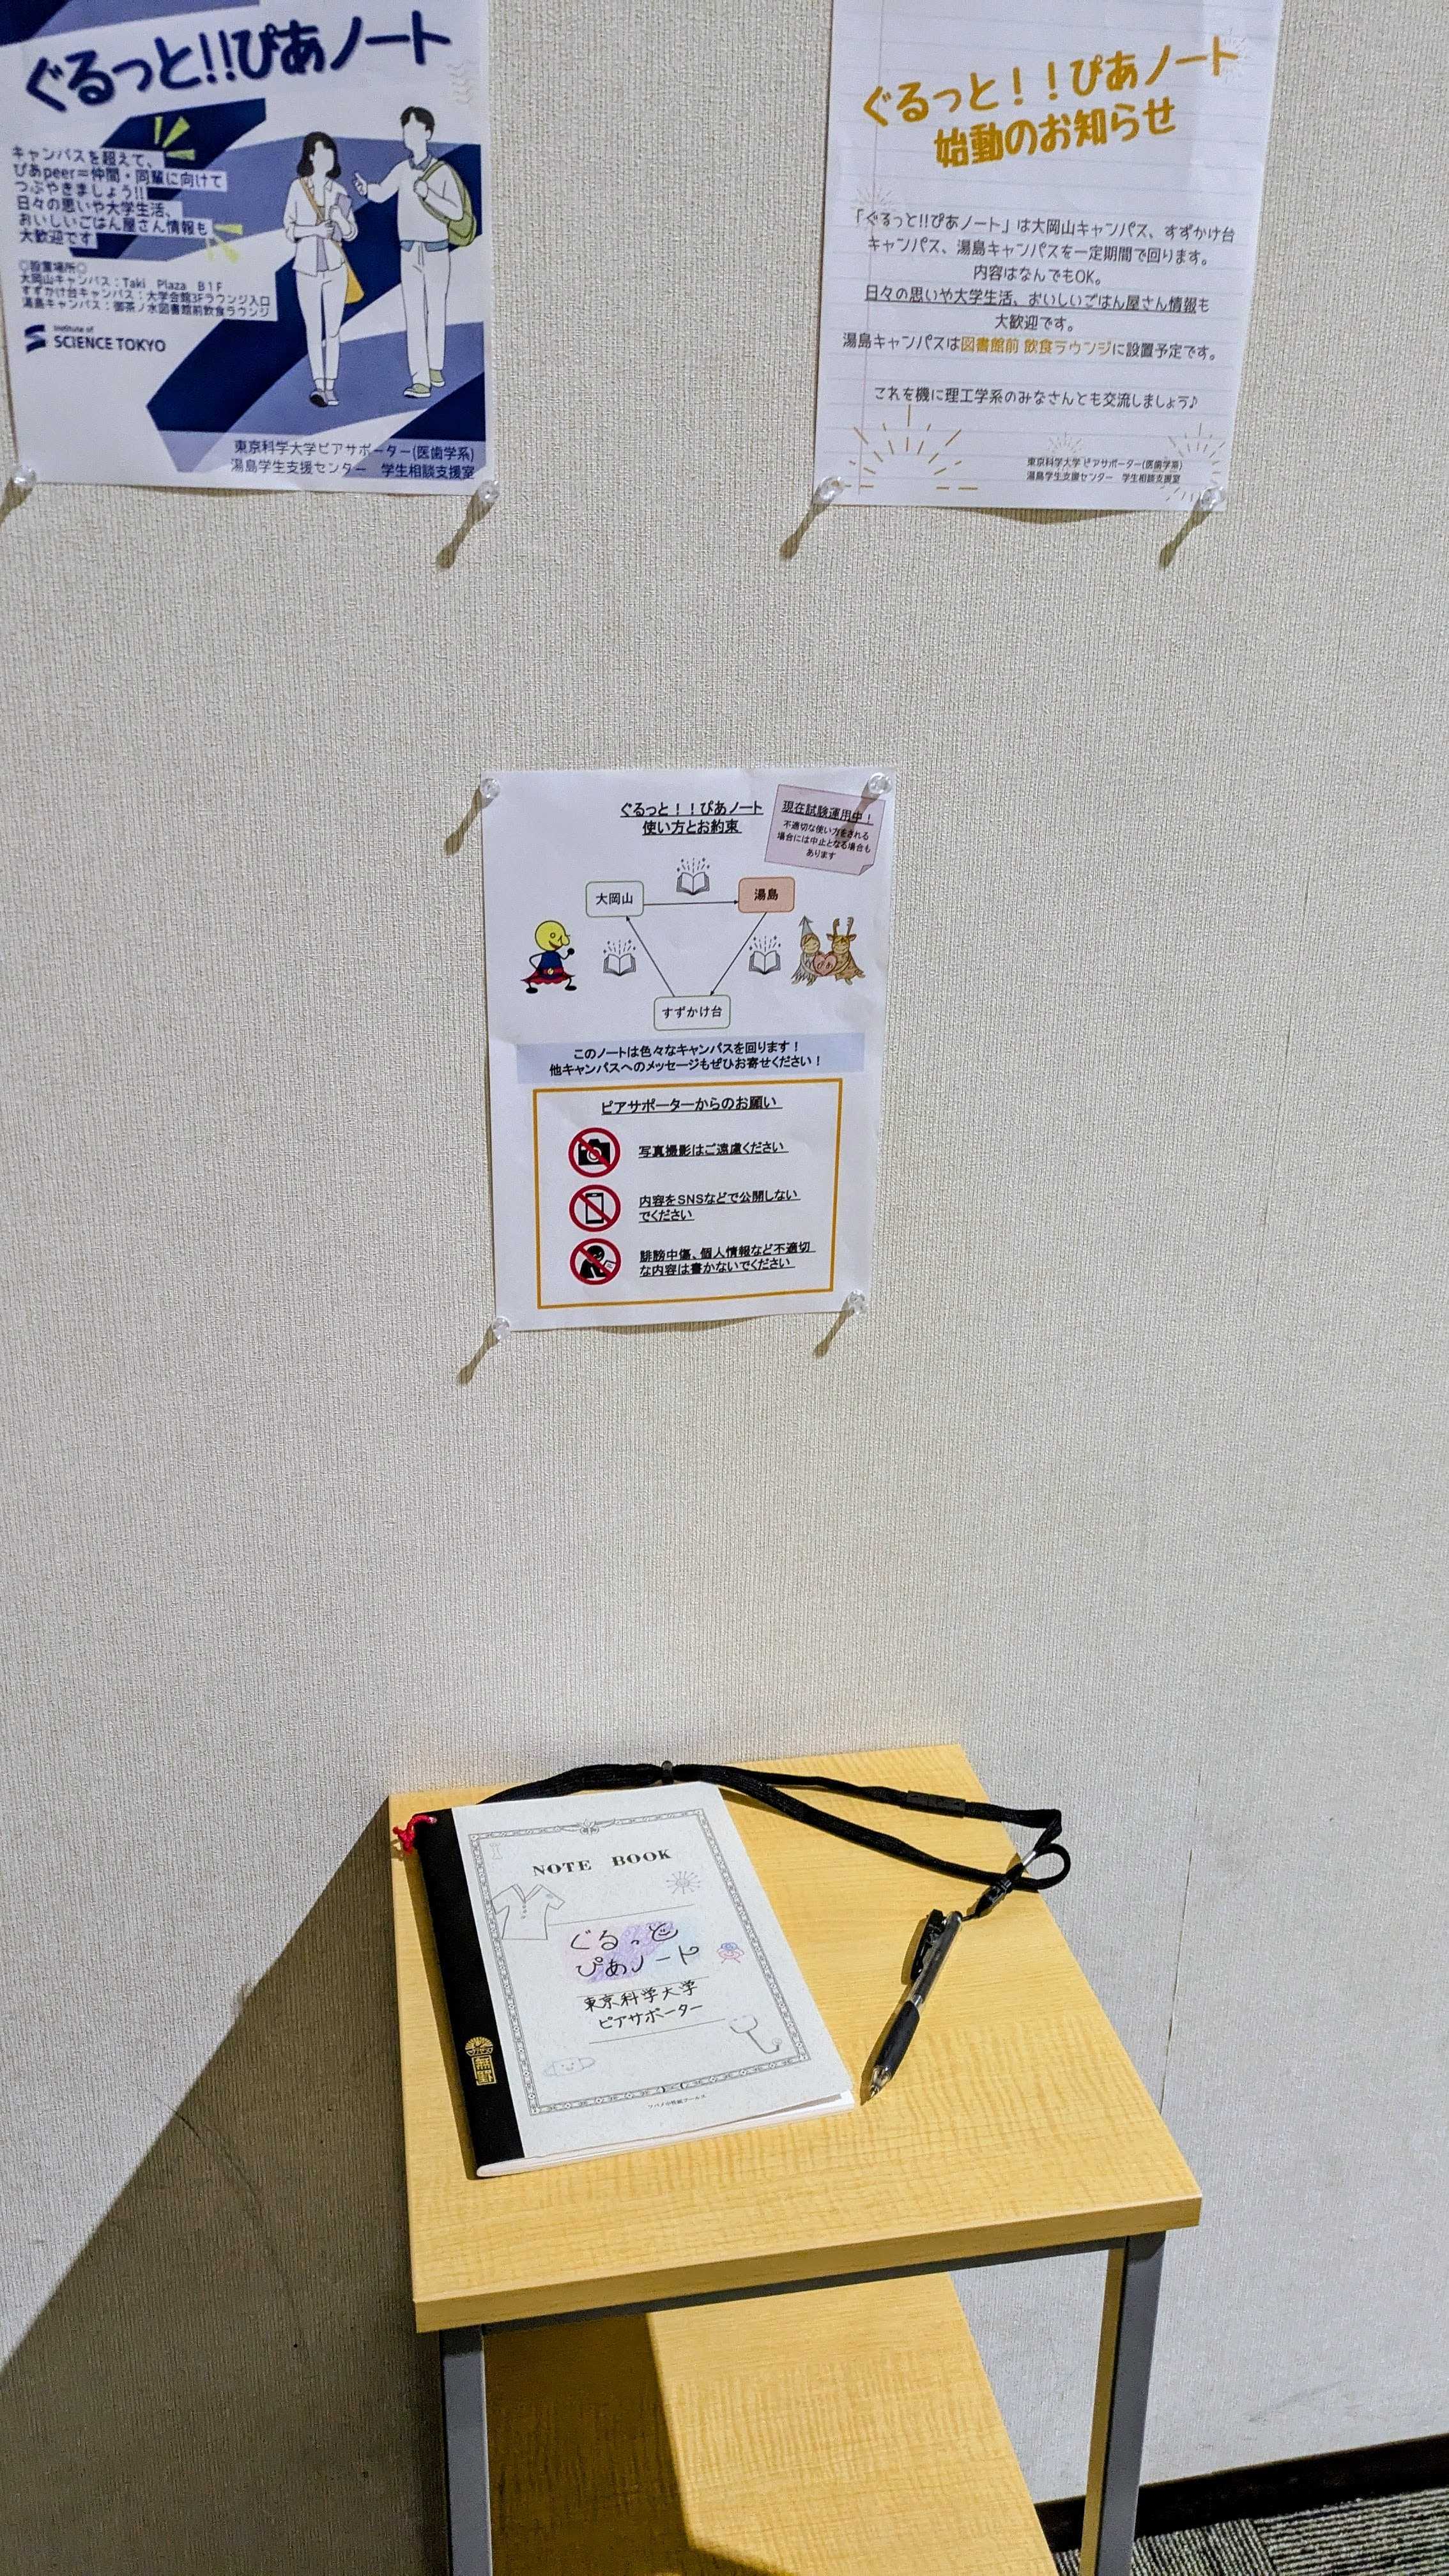 ぐるっと!!ぴあノート
キャンパスを超えて、
ぴあpeer=仲間・同輩に向けて
つぶやきましょう!!
日々の思いや大学生活、
おいしいごはん屋さん情報も
大歓迎です
◎設置場所◎
大岡山キャンパス:Taki Plaza B1F
すずかけ台キャンパス:大学会館3Fラウンジ入口
湯島キャンパス:御茶ノ水図書館前飲食ラウンジ
Institute of
SCIENCE TOKYO
東京科学大学ピアサポーター(医歯学系)
湯島学生支援センター 学生相談支援室
ぐるっと!!ぴあノート
始動のお知らせ
「ぐるっと!!ぴあノート」は大岡山キャンパス、すずかけ台
キャンパス、湯島キャンパスを一定期間で回ります。
内容はなんでもOK。
日々の思いや大学生活、おいしいごはん屋さん情報も
大歓迎です。
湯島キャンパスは図書館前 飲食ラウンジに設置予定です。
これを機に理工学系のみなさんとも交流しましょう♪
東京科学大学 ピアサポーター(医歯学系)
湯島学生支援センター 学生相談支援室
ぐるっと!!ぴあノート
使い方とお約束
現在試験運用中!
不適切な使い方をされる
場合には中止となる場合も
あります
大岡山
湯島
すずかけ台
このノートは色々なキャンパスを回ります!
他キャンパスへのメッセージもぜひお寄せください!
ピアサポーターからのお願い
写真撮影はご遠慮ください
内容をSNSなどで公開しない
でください
誹謗中傷、個人情報など不適切
な内容は書かないでください
NOTE BOOK
ぐるっと
ぴあノート
東京科学大学
ピアサポーター